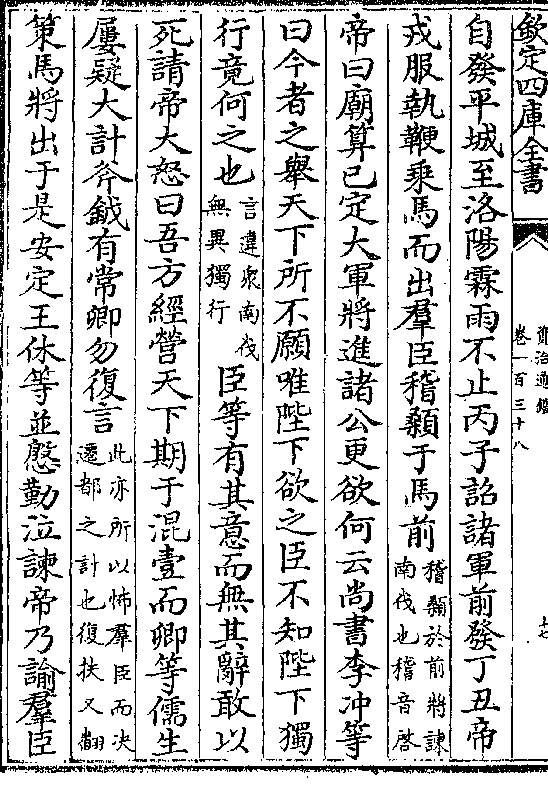 欽定四庫全書
資治通鑑
卷一百三十八
十七
自發平城至洛陽霖雨不止丙子詔諸軍前發丁丑帝
戎服執鞭乗馬而出羣臣稽顙于馬前稽顙於前將諫南伐也稽音啓
帝曰廟算已定大軍將進諸公更欲何云尚書李冲等
曰今者之舉天下所不願唯陛下欲之臣不知陛下獨
行竟何之也言違衆南伐無異獨行臣等有其意而無其辭敢以
死請帝大怒曰吾方經營天下期于混壹而卿等儒生
屢疑大計斧鉞有常卿勿復言此亦所以怖羣臣而决遷都之計也復扶又翻
策馬將出于是安定王休等並慇勤泣諫帝乃諭羣臣